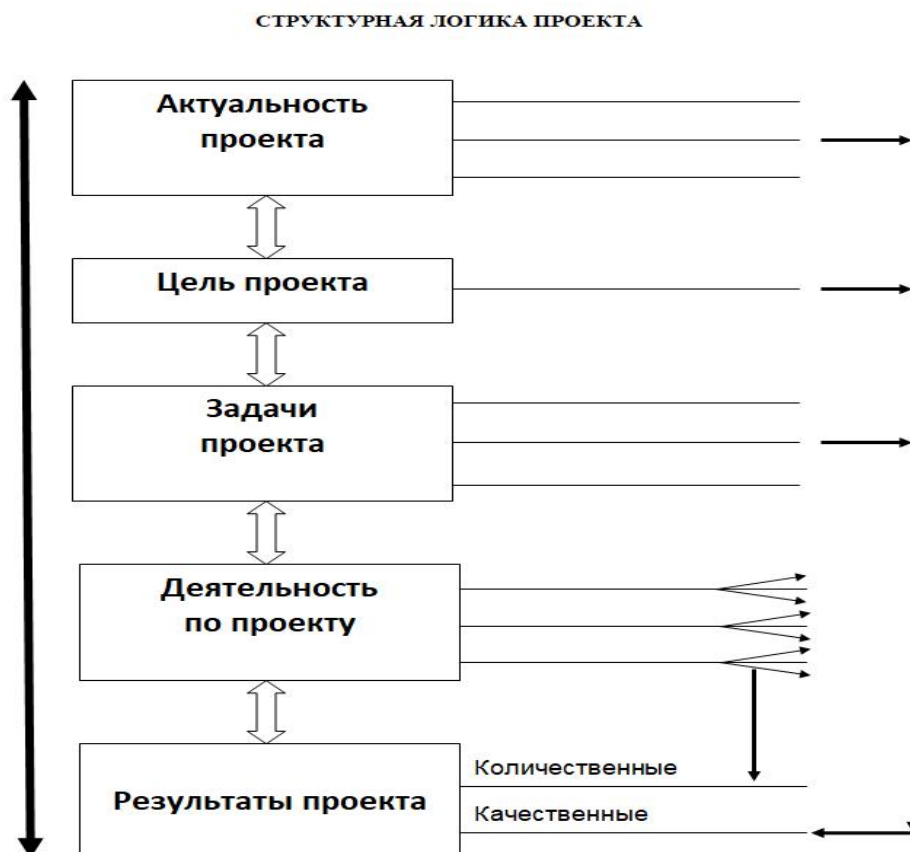 СТРУКТУРНАЯ ЛОГИКА ПРОЕКТА
Актуальность
проекта
Цель проекта
Задачи
проекта
Деятельность
по проекту
Результаты проекта
Количественные
Качественные